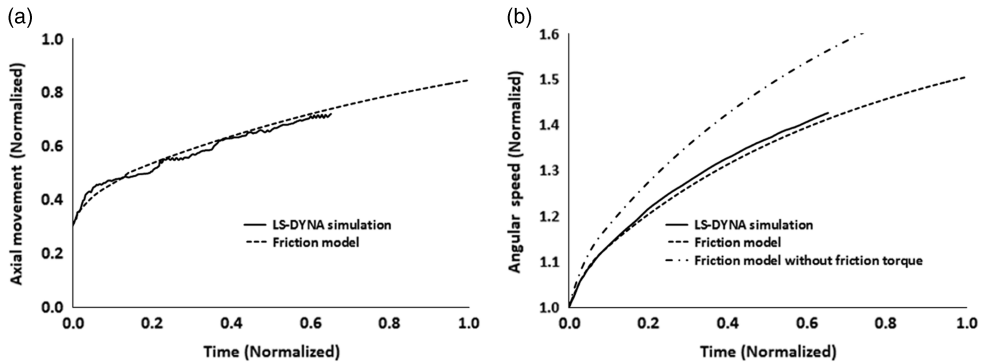 (a)
Axial movement (Normalized)
1.0
0.8
0.6
0.4
0.2
0.0
LS-DYNA simulation
Friction model
0.0 0.2 0.4 0.6 0.8 1.0
Time (Normalized)
(b)
Angular speed (Normalizd)
1.6
1.5
1.4
1.3
1.2
1.1
1.0
LS-DYNA simulation
Friction model
Friction model without friction torque
0.0 0.2 0.4 0.6 0.8 1.0
Time (Normalized)